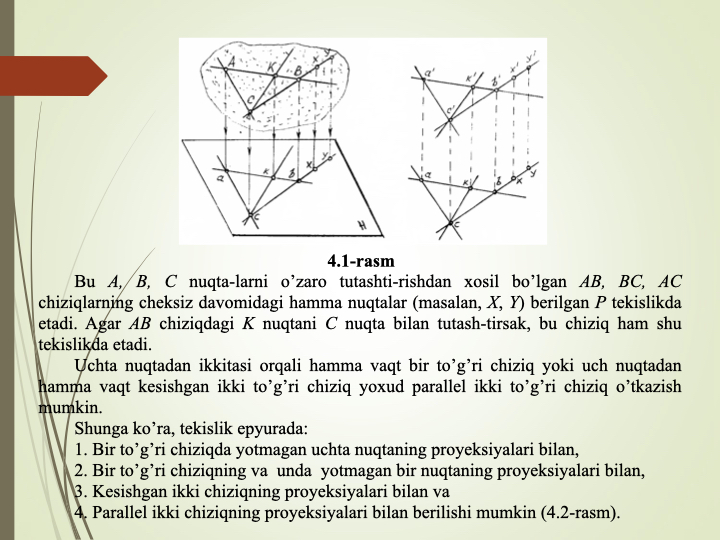 A K B X Y
C
a к b x y
c H
a' к' b' x' y'
c'
a к b x y
c
4.1-rasm
Bu A, B, C nuqta-larni o’zaro tutashti-rishdan xosil bo’lgan AB, BC, AC
chiziqlarning cheksiz davomidagi hamma nuqtalar (masalan, X, Y) berilgan P tekislikda
etadi. Agar AB chiziqdagi K nuqtani C nuqta bilan tutash-tirsak, bu chiziq ham shu
tekislikda etadi.
Uchta nuqtadan ikkitasi orqali hamma vaqt bir to’g’ri chiziq yoki uch nuqtadan
hamma vaqt kesishgan ikki to’g’ri chiziq yoxud parallel ikki to’g’ri chiziq o’tkazish
mumkin.
Shunga ko’ra, tekislik epyurada:
1. Bir to’g’ri chiziqda yotmagan uchta nuqtaning proyeksiyalari bilan,
2. Bir to’g’ri chiziqning va unda yotmagan bir nuqtaning proyeksiyalari bilan,
3. Kesishgan ikki chiziqning proyeksiyalari bilan va
4. Parallel ikki chiziqning proyeksiyalari bilan berilishi mumkin (4.2-rasm).